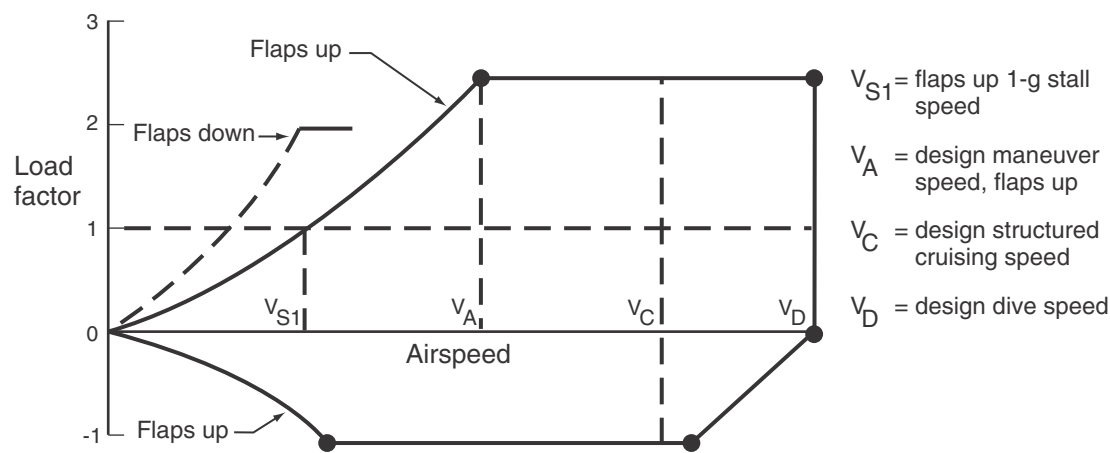 3
Flaps up
2
Flaps down
Load
factor
1
V_S1
V_A
V_C
V_D
0
Airspeed
Flaps up
-1
V_S1 = flaps up 1-g stall
speed
V_A = design maneuver
speed, flaps up
V_C = design structured
cruising speed
V_D = design dive speed